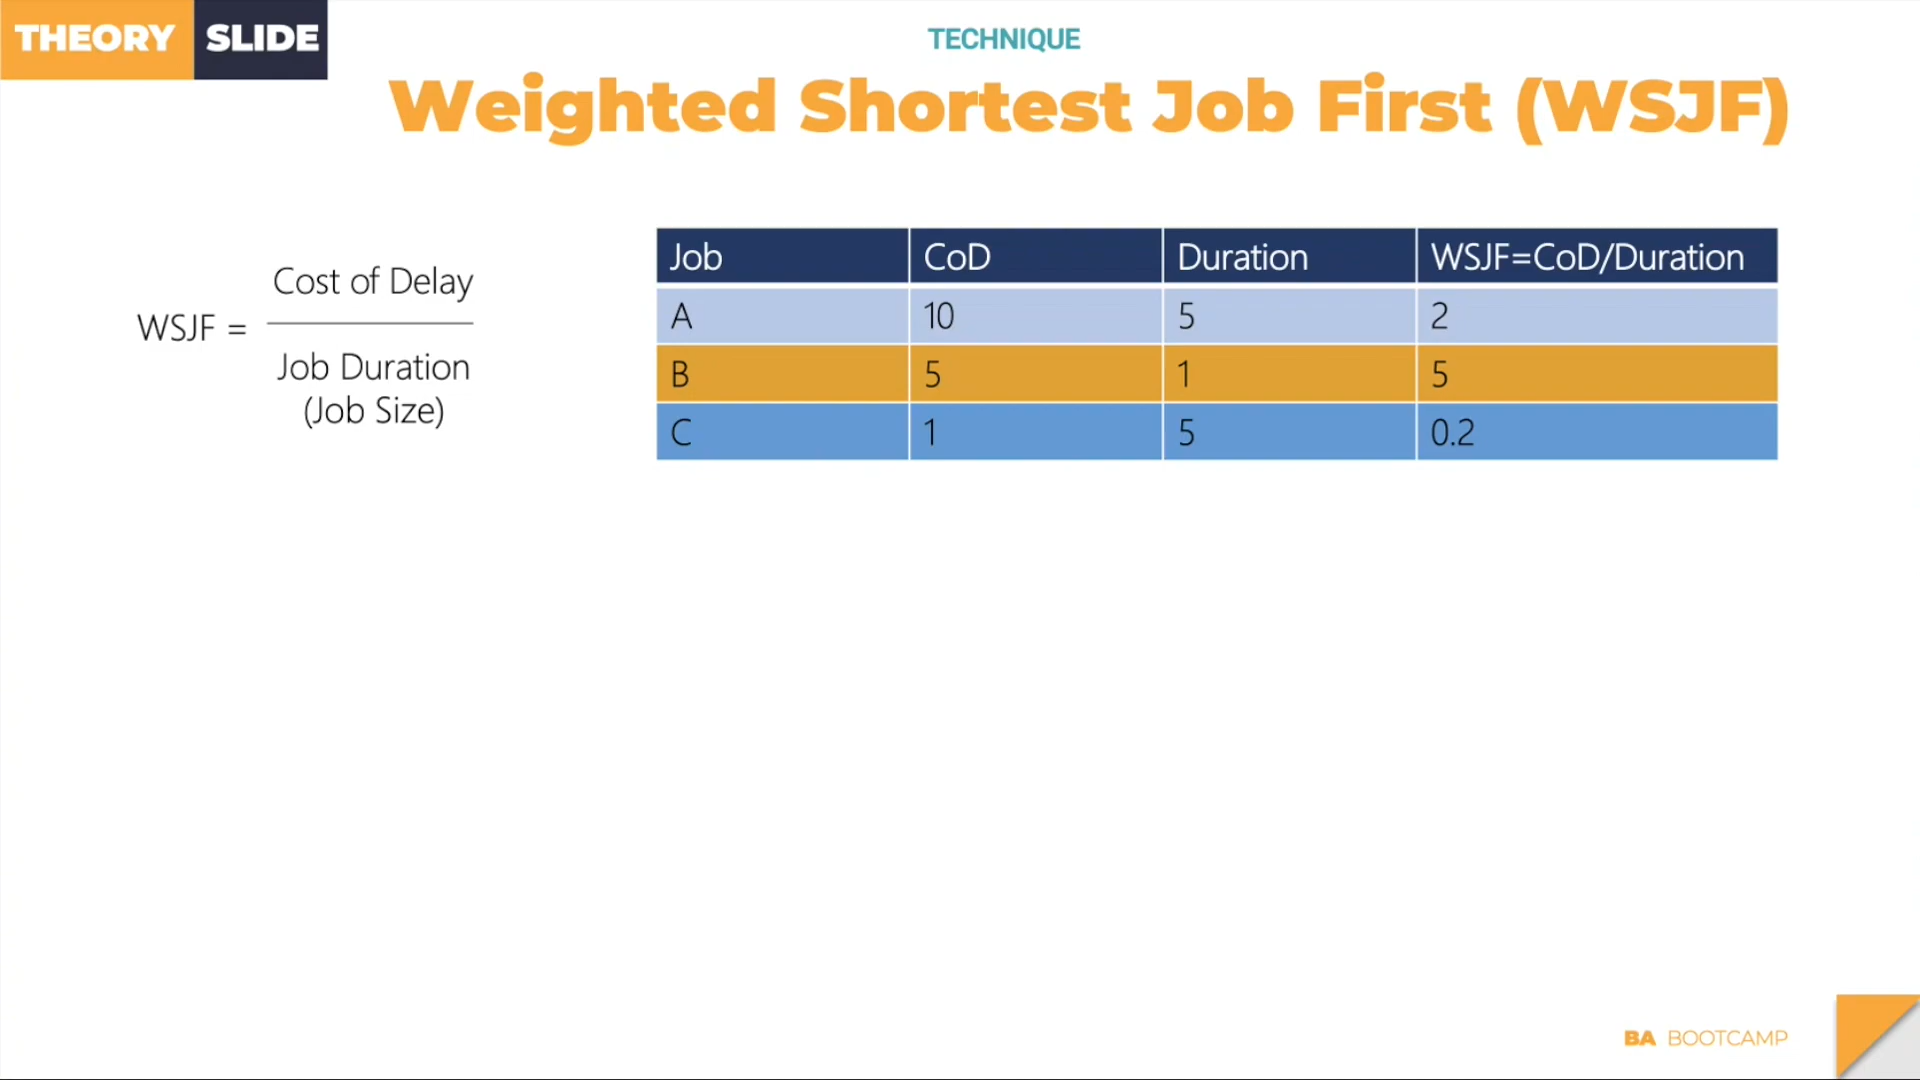 THEORY SLIDE
TECHNIQUE
Weighted Shortest Job First (WSJF)
WSJF =
Cost of Delay
Job Duration
(Job Size)
Job CoD Duration WSJF=CoD/Duration
A 10 5 2
B 5 1 5
C 1 5 0.2
BA BOOTCAMP